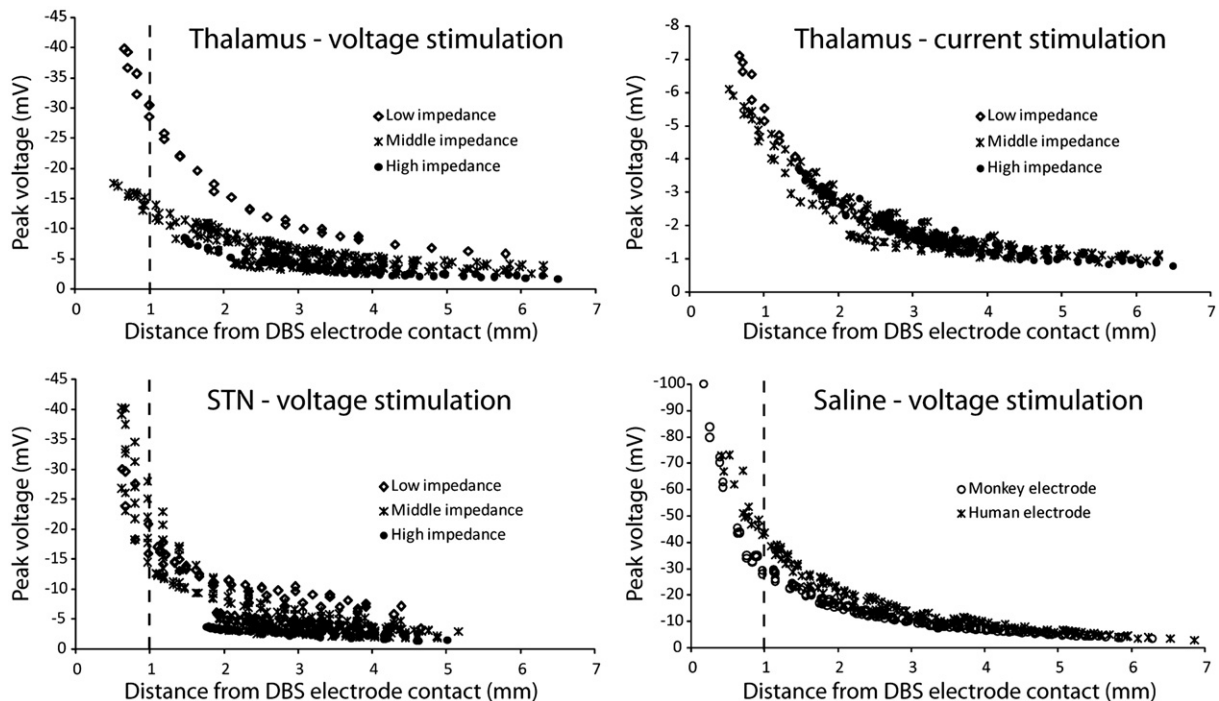 Thalamus - voltage stimulation
Peak voltage (mV)
-45
-40
-35
-30
-25
-20
-15
-10
-5
0
Low impedance
Middle impedance
High impedance
0 1 2 3 4 5 6 7
Distance from DBS electrode contact (mm)
Thalamus - current stimulation
Peak voltage (mV)
-8
-7
-6
-5
-4
-3
-2
-1
0
Low impedance
Middle impedance
High impedance
0 1 2 3 4 5 6 7
Distance from DBS electrode contact (mm)
STN - voltage stimulation
Peak voltage (mV)
-45
-40
-35
-30
-25
-20
-15
-10
-5
0
Low impedance
Middle impedance
High impedance
0 1 2 3 4 5 6 7
Distance from DBS electrode contact (mm)
Saline - voltage stimulation
Peak voltage (mV)
-100
-90
-80
-70
-60
-50
-40
-30
-20
-10
0
Monkey electrode
Human electrode
0 1 2 3 4 5 6 7
Distance from DBS electrode contact (mm)